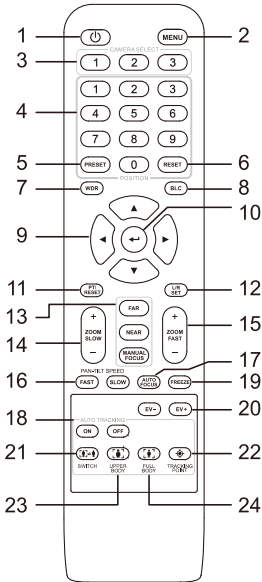 1 MENU 2
CAMERA SELECT
3 1 2 3
1 2 3
4 4 5 6
7 8 9
5 PRESET 0 RESET 6
POSITION
7 WDR BLC 8
9 10
11 PT/ RESET L/R SET 12
13 FAR
14 + ZOOM SLOW – NEAR + ZOOM FAST – 15
MANUAL FOCUS
17
PAN-TILT SPEED
16 FAST SLOW AUTO FOCUS FREEZE 19
EV– EV+ 20
18 AUTO TRACKING
ON OFF
21 22
SWITCH UPPER BODY FULL BODY TRACKING POINT
23 24